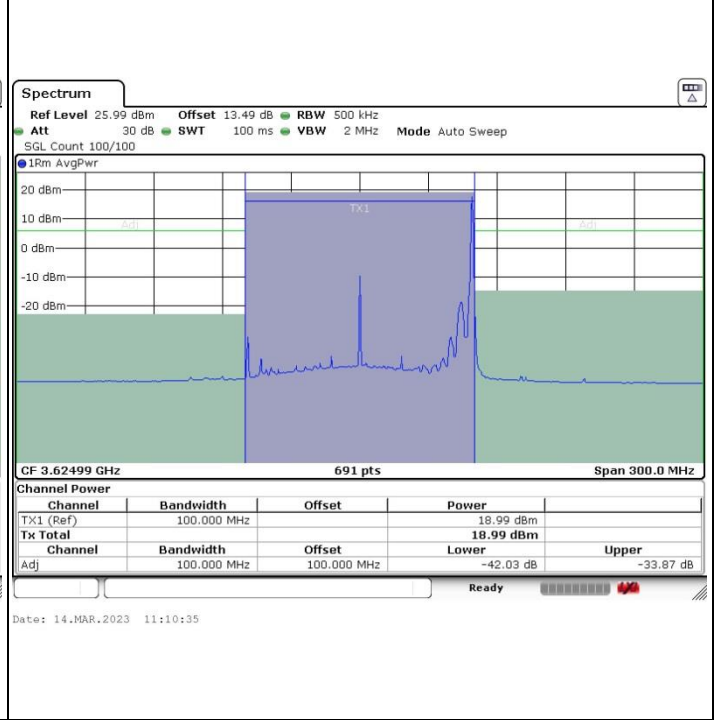 Spectrum
Ref Level 25.99 dBm Offset 13.49 dB RBW 500 kHz
Att 30 dB SWT 100 ms VBW 2 MHz Mode Auto Sweep
SGL Count 100/100
1Rm AvgPwr
20 dBm
TX1
10 dBm
Adj Adj
0 dBm
-10 dBm
-20 dBm
CF 3.62499 GHz 691 pts Span 300.0 MHz
Channel Power
Channel Bandwidth Offset Power
TX1 (Ref) 100.000 MHz 18.99 dBm
Tx Total 18.99 dBm
Channel Bandwidth Offset Lower Upper
Adj 100.000 MHz 100.000 MHz -42.03 dB -33.87 dB
Ready
Date: 14.MAR.2023 11:10:35